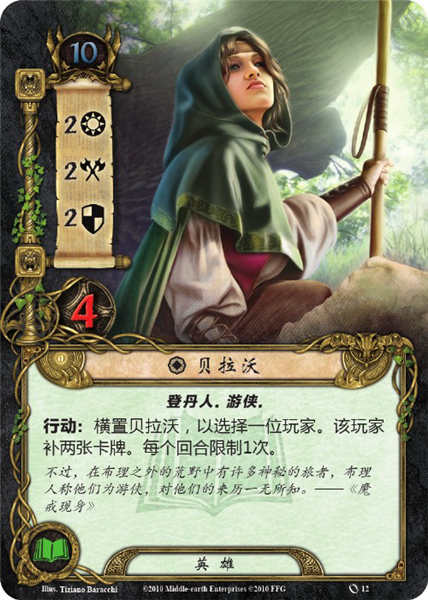 10
2
2
2
4
贝拉沃
登丹人. 游侠.
行动: 横置贝拉沃, 以选择一位玩家。该玩家
补两张卡牌。每个回合限制1次。
不过, 在布理之外的荒野中有许多神秘的旅者, 布理
人称他们为游侠, 对他们的来历一无所知。——《魔
戒现身》
英 雄
Illus. Tiziano Baracchi ©2010 Middle-earth Enterprises ©2010 FFG 12